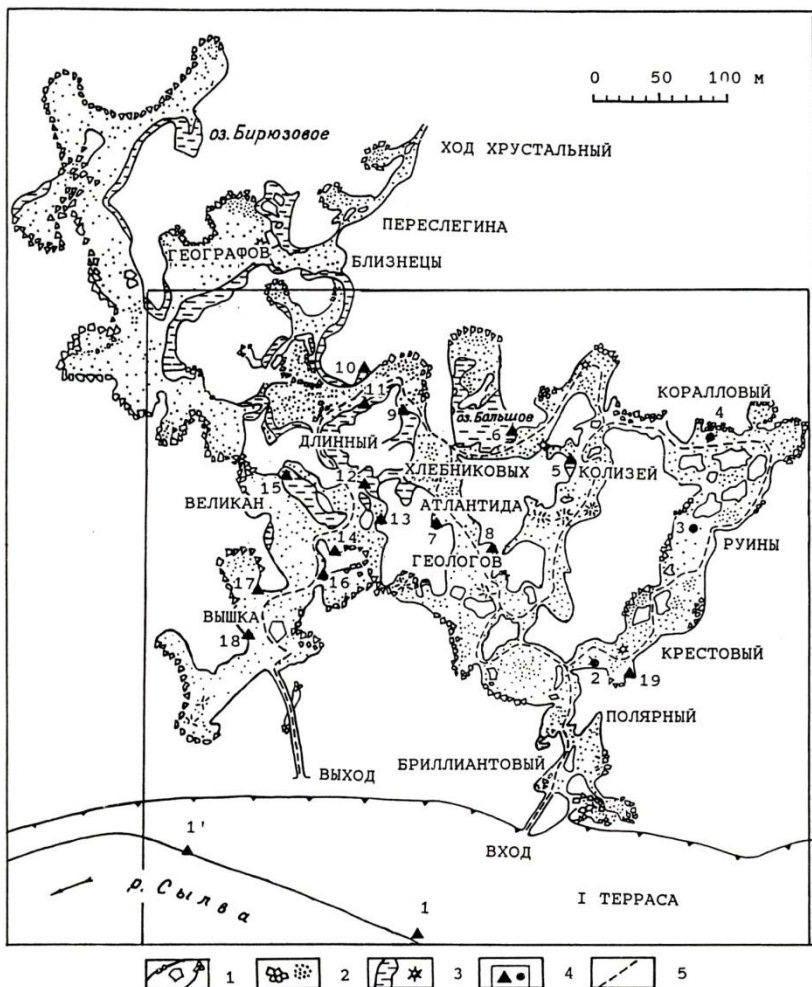 0 50 100 м
оз. Бирюзовое
ХОД ХРУСТАЛЬНЫЙ
ПЕРЕСЛЕГИНА
ГЕОГРАФОВ
БЛИЗНЕЦЫ
10
КОРАЛЛОВЫЙ
11
4
9
оз. Большое
6
ДЛИННЫЙ
ХЛЕБНИКОВЫХ
5
КОЛИЗЕЙ
15
12
ВЕЛИКАН
АТЛАНТИДА
13
7
8
3
РУИНЫ
14
ГЕОЛОГОВ
17
16
ВЫШКА
18
КРЕСТОВЫЙ
2
19
ПОЛЯРНЫЙ
БРИЛЛИАНТОВЫЙ
ВЫХОД
1'
ВХОД
р. Сылва
I ТЕРРАСА
1
1 2 3 4 5